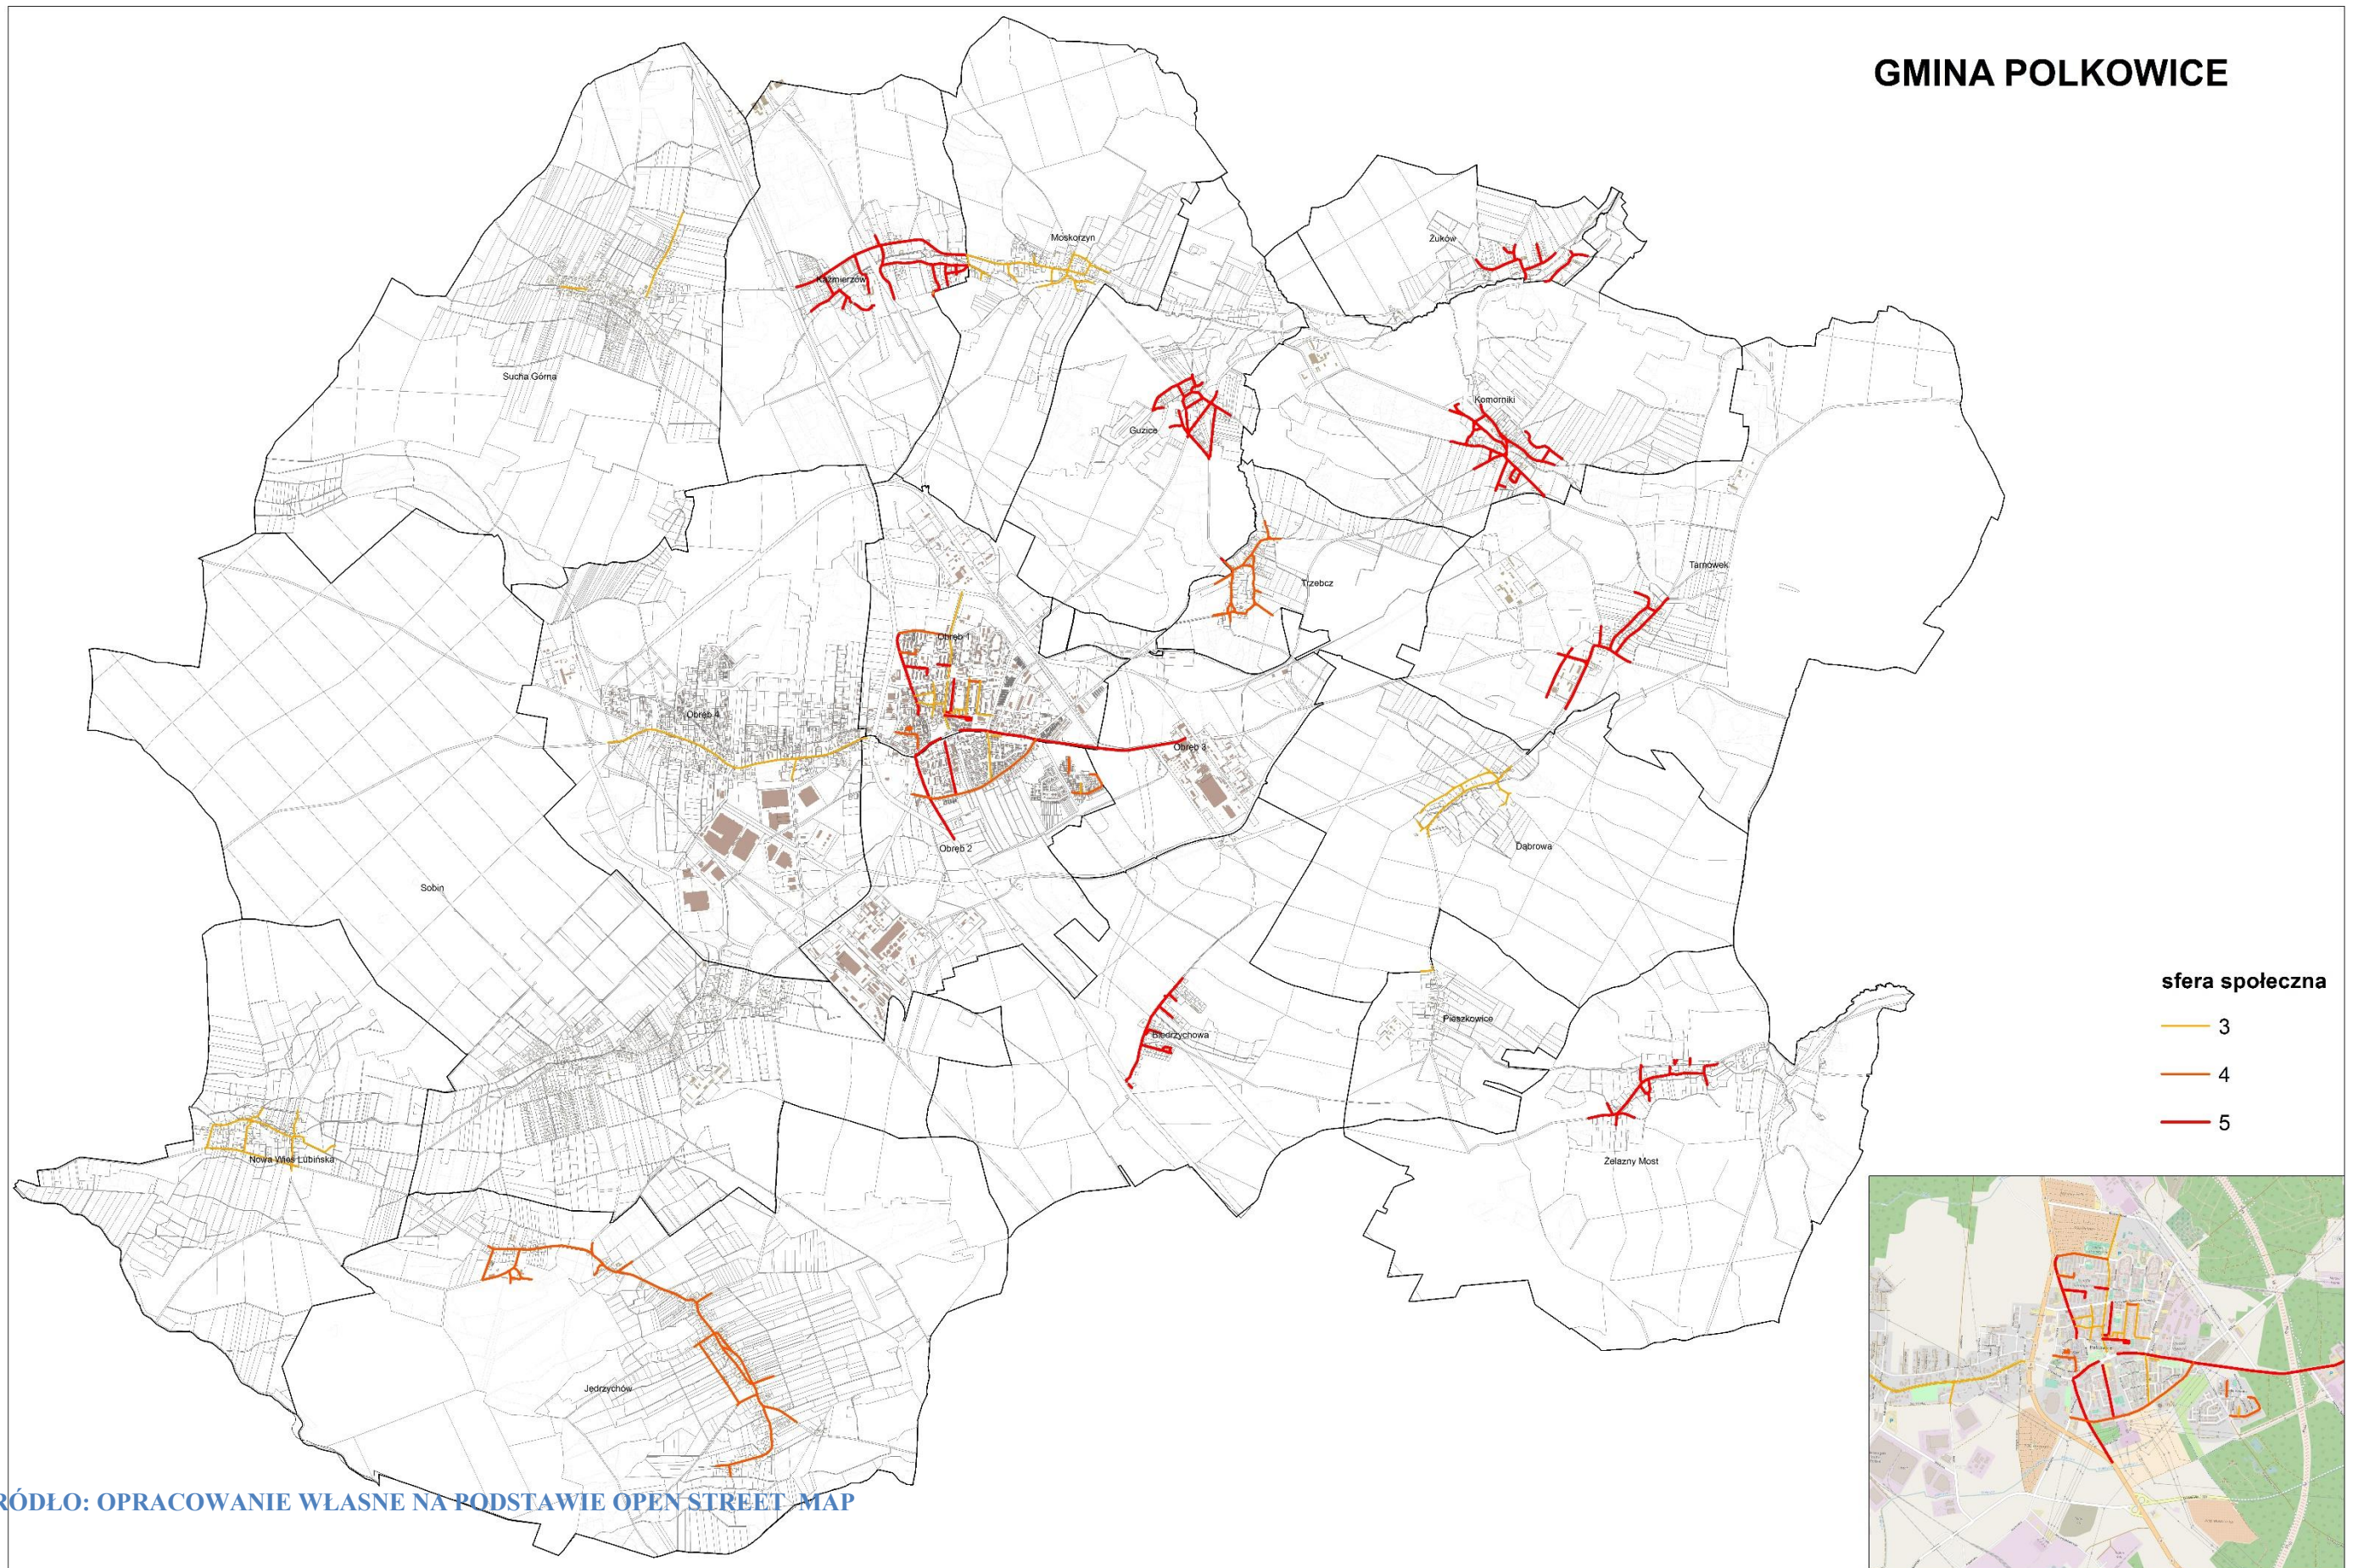 GMINA POLKOWICE
Moskorzyn
Żuków
Kaźmierzów
Sucha Górna
Komorniki
Guzice
Tarnówek
Trzebcz
Obręb 1
Obręb 4
Obręb 3
Dąbrowa
Obręb 2
Sobin
sfera społeczna
3
4
5
Pieszkowice
Biedrzychowa
Nowa Wieś Lubińska
Żelazny Most
Jędrzychów
RÓDŁO: OPRACOWANIE WŁASNE NA PODSTAWIE OPEN STREET MAP